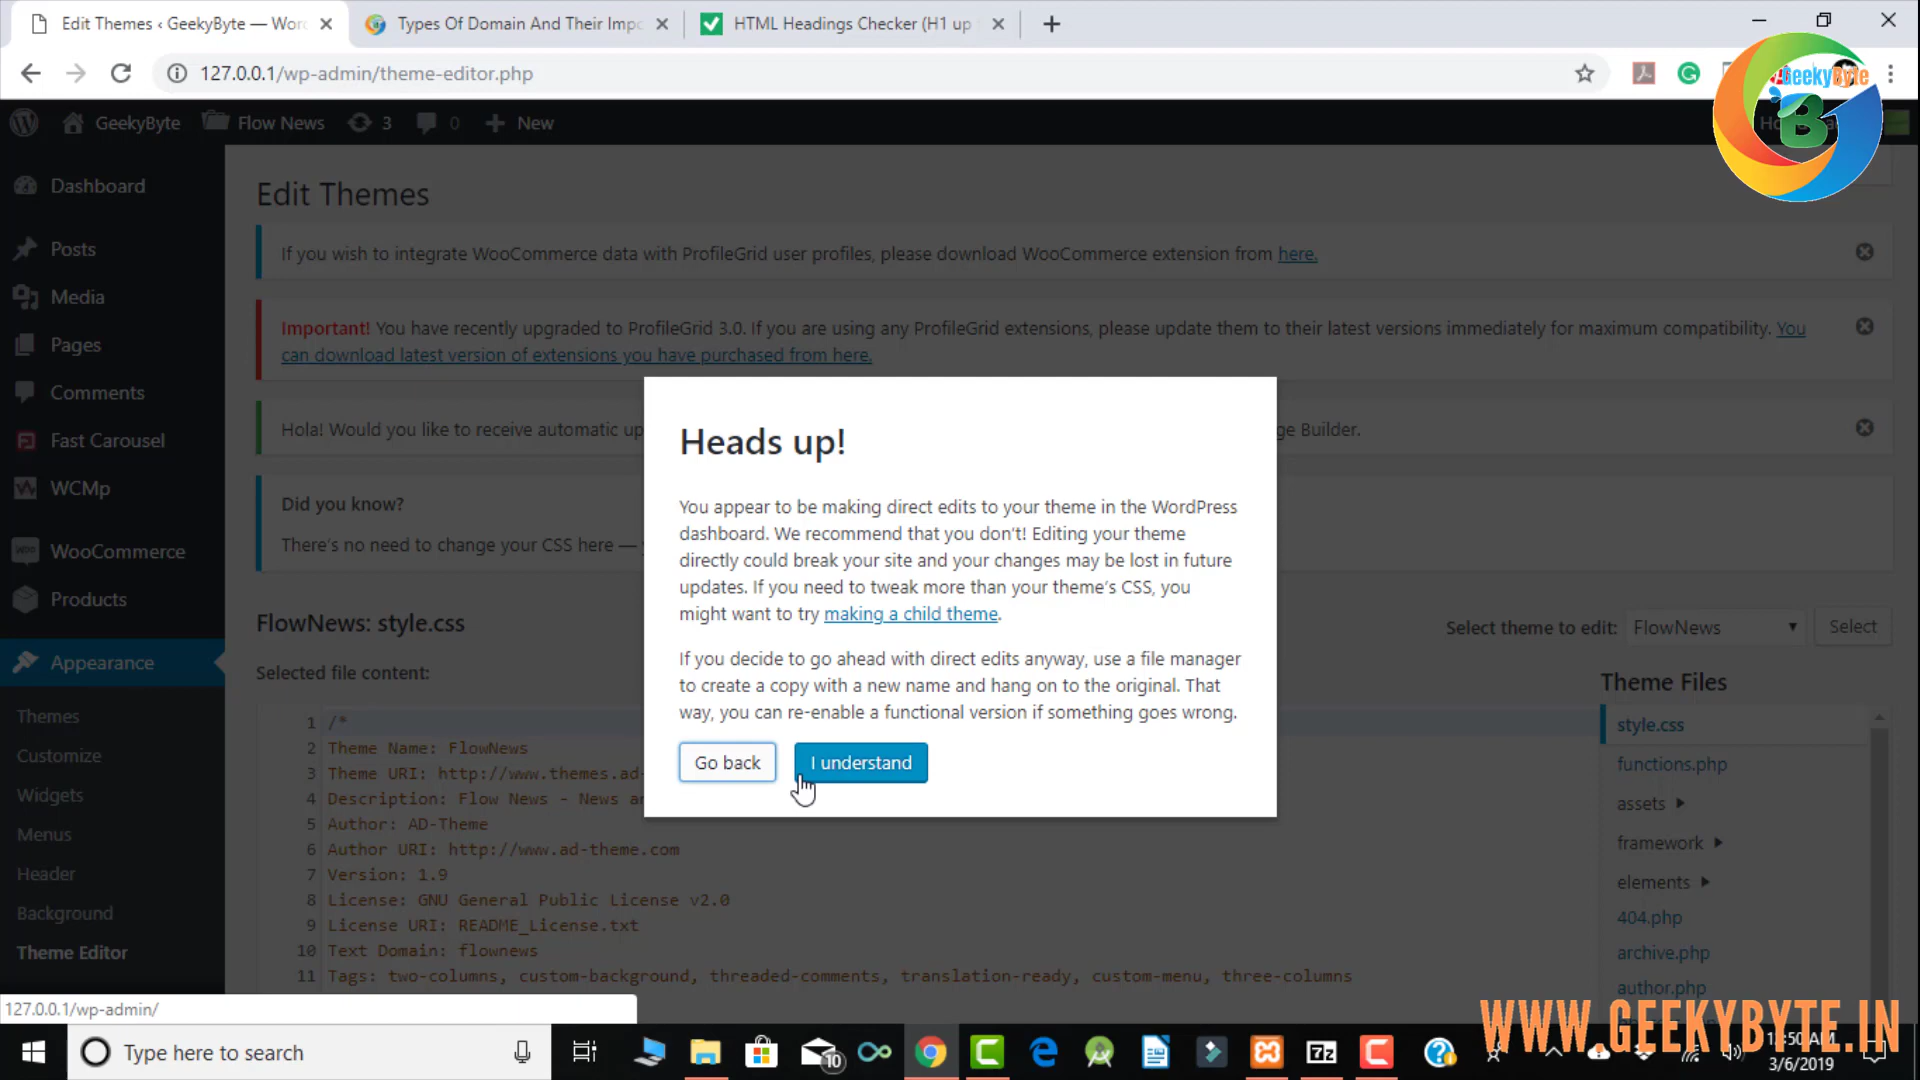 Edit Themes ‹ GeekyByte — Wor
Types Of Domain And Their Impo
HTML Headings Checker (H1 up
127.0.0.1/wp-admin/theme-editor.php
GeekyByte
B
GeekyByte
Flow News
3
0
New
Dashboard
Posts
Media
Pages
Comments
Fast Carousel
WCMp
WooCommerce
Products
Appearance
Themes
Customize
Widgets
Menus
Header
Background
Theme Editor
Edit Themes
If you wish to integrate WooCommerce data with ProfileGrid user profiles, please download WooCommerce extension from here.
Important! You have recently upgraded to ProfileGrid 3.0. If you are using any ProfileGrid extensions, please update them to their latest versions immediately for maximum compatibility. You
can download latest version of extensions you have purchased from here.
Hola! Would you like to receive automatic up
ge Builder.
Did you know?
There's no need to change your CSS here —
Heads up!
You appear to be making direct edits to your theme in the WordPress
dashboard. We recommend that you don't! Editing your theme
directly could break your site and your changes may be lost in future
updates. If you need to tweak more than your theme's CSS, you
might want to try making a child theme.
If you decide to go ahead with direct edits anyway, use a file manager
to create a copy with a new name and hang on to the original. That
way, you can re-enable a functional version if something goes wrong.
Go back
I understand
FlowNews: style.css
Select theme to edit: FlowNews
Select
Selected file content:
1 /*
2 Theme Name: FlowNews
3 Theme URI: http://www.themes.ad-
4 Description: Flow News - News a
5 Author: AD-Theme
6 Author URI: http://www.ad-theme.com
7 Version: 1.9
8 License: GNU General Public License v2.0
9 License URI: README_License.txt
10 Text Domain: flownews
11 Tags: two-columns, custom-background, threaded-comments, translation-ready, custom-menu, three-columns
Theme Files
style.css
functions.php
assets
framework
elements
404.php
archive.php
author.php
127.0.0.1/wp-admin/
WWW.GEEKYBYTE.IN
Type here to search
10
7z
3/6/2019